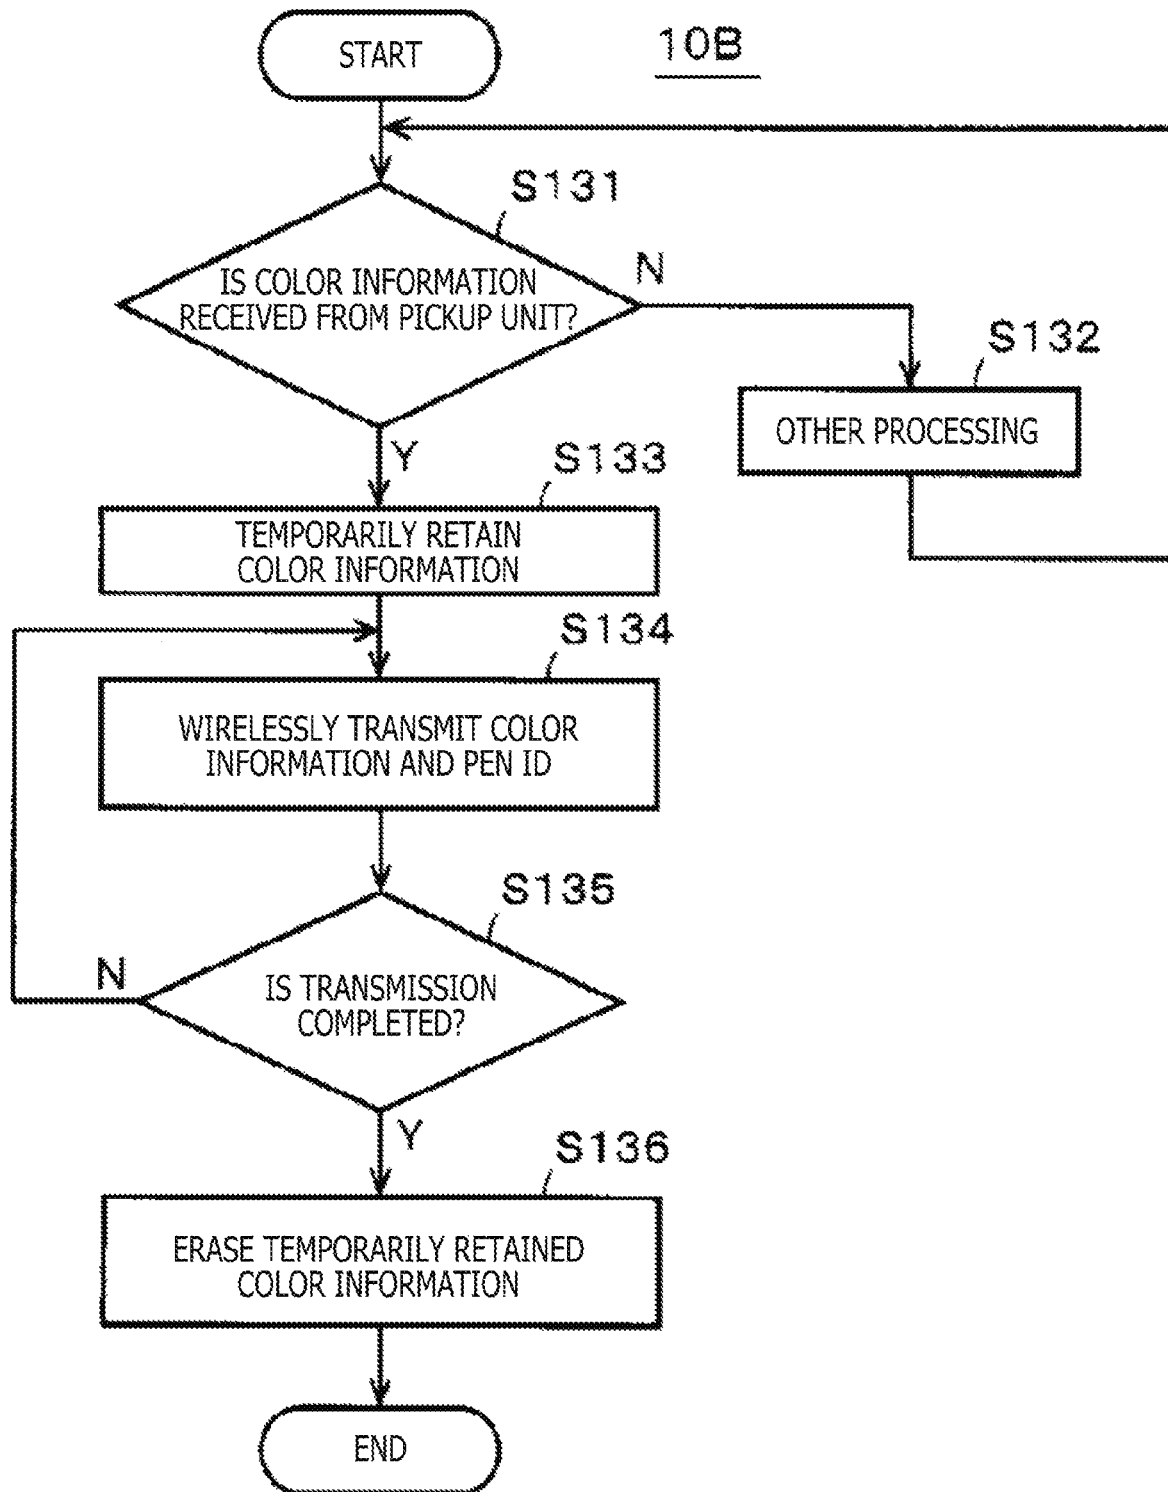 START
10B
S131
IS COLOR INFORMATION
RECEIVED FROM PICKUP UNIT?
N
S132
OTHER PROCESSING
Y
S133
TEMPORARILY RETAIN
COLOR INFORMATION
S134
WIRELESSLY TRANSMIT COLOR
INFORMATION AND PEN ID
S135
N
IS TRANSMISSION
COMPLETED?
Y
S136
ERASE TEMPORARILY RETAINED
COLOR INFORMATION
END